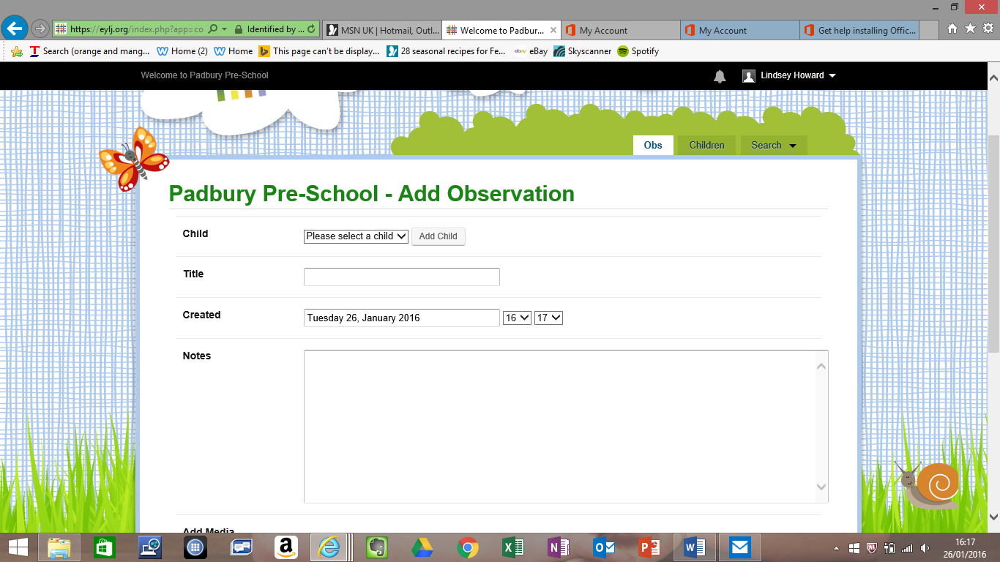 https://eylj.org/index.php?app=co
Identified by ...
MSN UK | Hotmail, Outl...
Welcome to Padbur...
My Account
My Account
Get help installing Offic...
Search (orange and mang...
Home (2)
Home
This page can't be display...
28 seasonal recipes for Fe...
eBay
Skyscanner
Spotify
Welcome to Padbury Pre-School
Lindsey Howard
Obs
Children
Search
Padbury Pre-School - Add Observation
Child
Please select a child
Add Child
Title
Created
Tuesday 26, January 2016
16
17
Notes
Add Media
16:17
26/01/2016